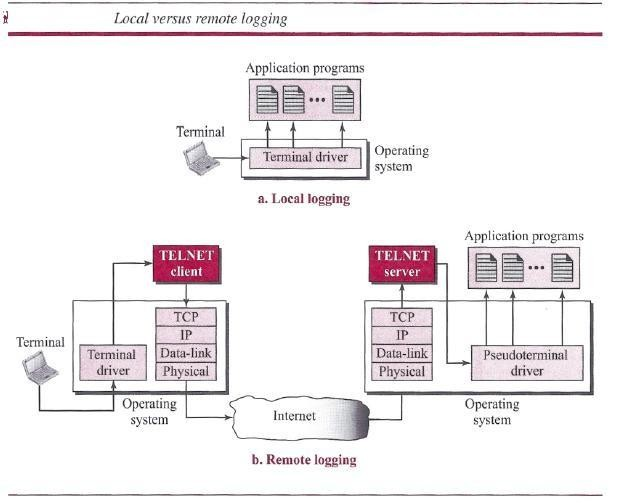 Local versus remote logging
Application programs
Terminal
Terminal driver
Operating
system
a. Local logging
Application programs
TELNET
client
TELNET
server
TCP
IP
Data-link
Physical
TCP
IP
Data-link
Physical
Terminal
Terminal
driver
Pseudoterminal
driver
Operating
system
Internet
Operating
system
b. Remote logging